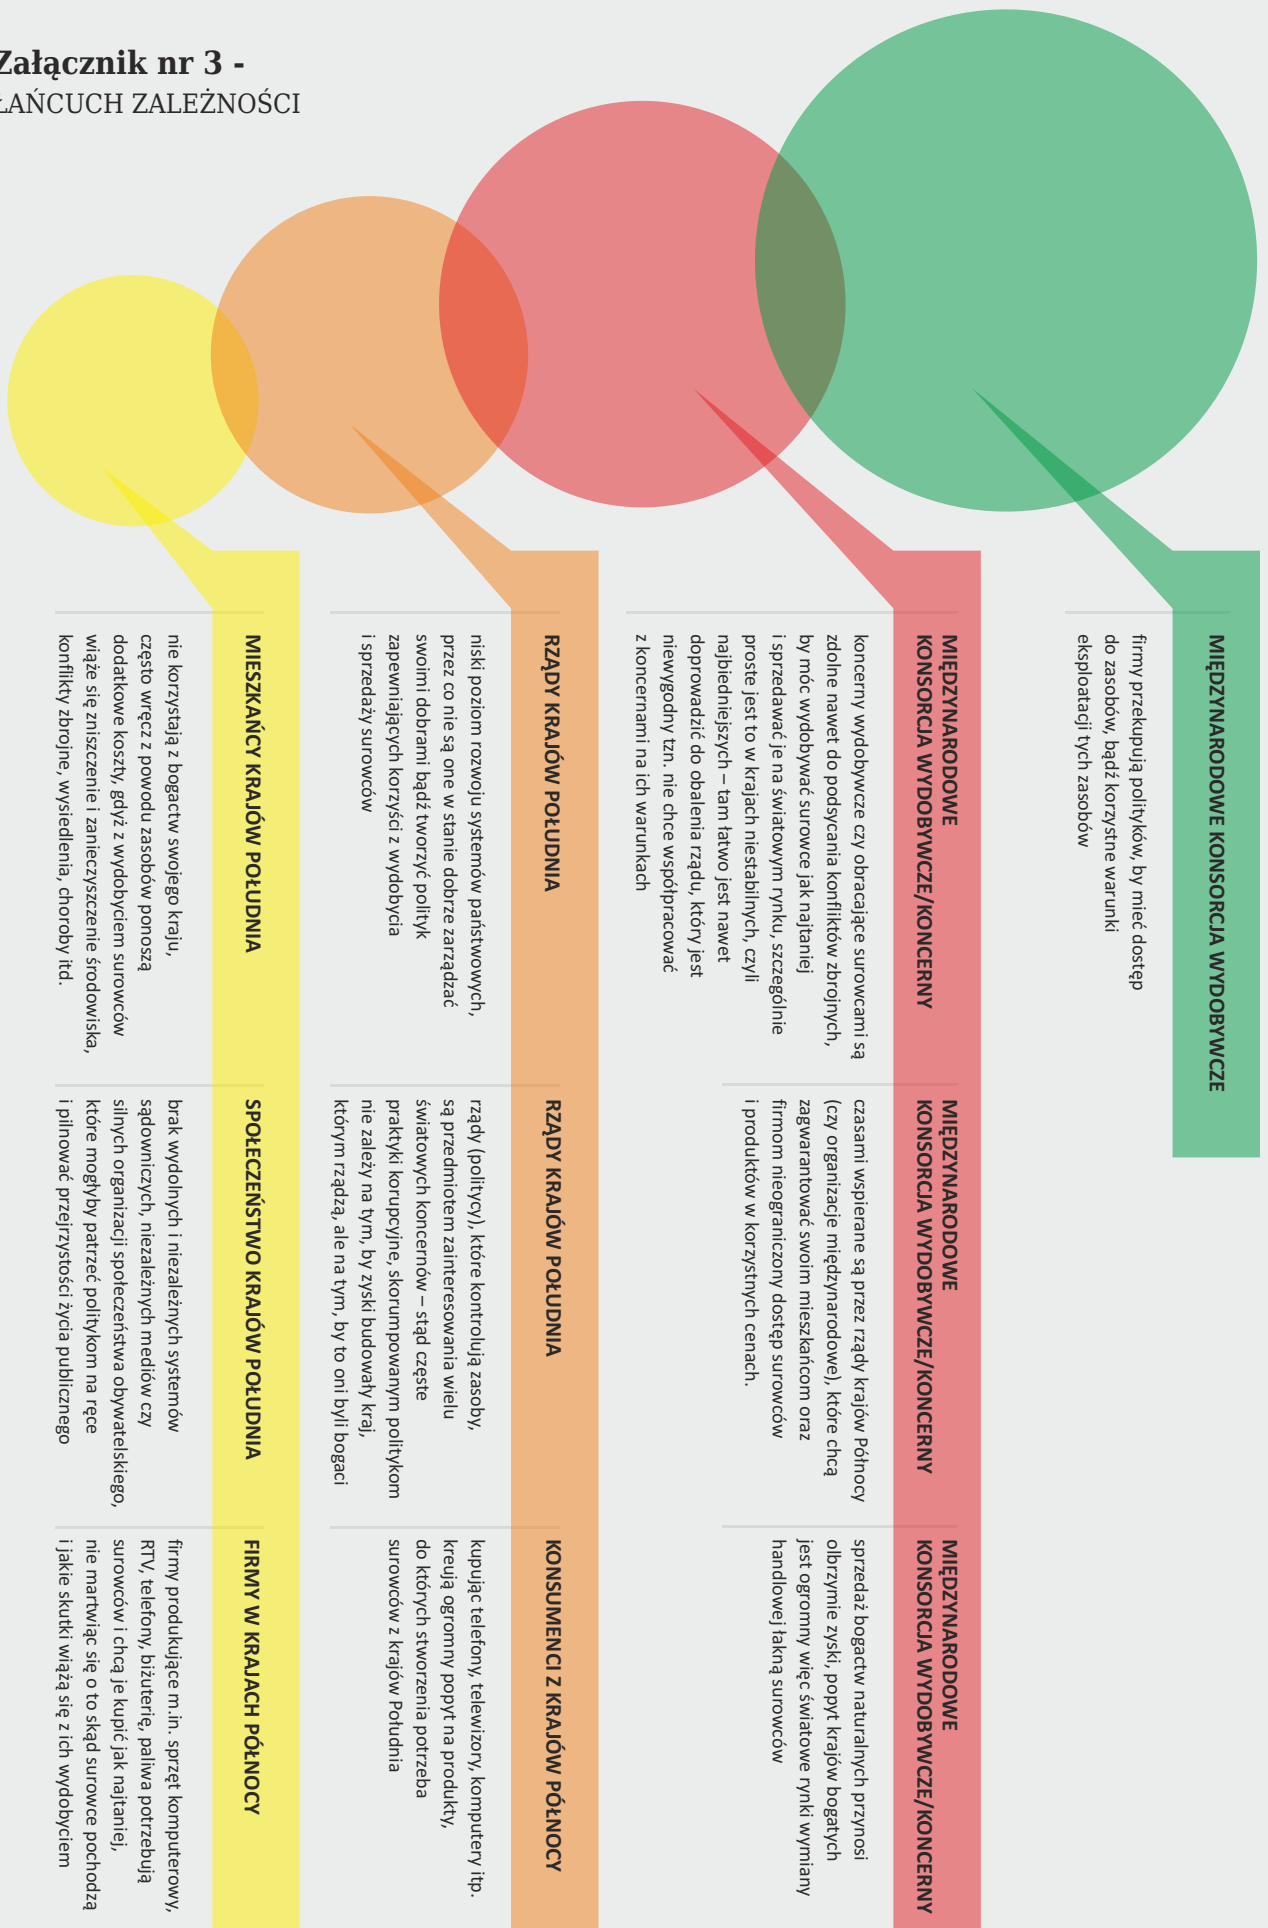 Załącznik nr 3 -
ŁAŃCUCH ZALEŻNOŚCI
MIĘDZYNARODOWE KONSORCJA WYDOBYWCZE
firmy przekupują polityków, by mieć dostęp
do zasobów, bądź korzystne warunki
eksploatacji tych zasobów
MIĘDZYNARODOWE
KONSORCJA WYDOBYWCZE/KONCERNY
koncerny wydobywcze czy obracające surowcami są
zdolne nawet do podsycania konfliktów zbrojnych,
by móc wydobywać surowce jak najtaniej
i sprzedawać je na światowym rynku, szczególnie
proste jest to w krajach niestabilnych, czyli
najbiedniejszych – tam łatwo jest nawet
doprowadzić do obalenia rządu, który jest
niewygodny tzn. nie chce współpracować
z koncernami na ich warunkach
MIĘDZYNARODOWE
KONSORCJA WYDOBYWCZE/KONCERNY
czasami wspierane są przez rządy krajów Północy
(czy organizacje międzynarodowe), które chcą
zagwarantować swoim mieszkańcom oraz
firmom nieograniczony dostęp surowców
i produktów w korzystnych cenach.
MIĘDZYNARODOWE
KONSORCJA WYDOBYWCZE/KONCERNY
sprzedaż bogactw naturalnych przynosi
olbrzymie zyski, popyt krajów bogatych
jest ogromny więc światowe rynki wymiany
handlowej łakną surowców
RZĄDY KRAJÓW POŁUDNIA
niski poziom rozwoju systemów państwowych,
przez co nie są one w stanie dobrze zarządzać
swoimi dobrami bądź tworzyć polityk
zapewniających korzyści z wydobycia
i sprzedaży surowców
RZĄDY KRAJÓW POŁUDNIA
rządy (politycy), które kontrolują zasoby,
są przedmiotem zainteresowania wielu
światowych koncernów – stąd częste
praktyki korupcyjne, skorumpowanym politykom
nie zależy na tym, by zyski budowały kraj,
którym rządzą, ale na tym, by to oni byli bogaci
KONSUMENCI Z KRAJÓW PÓŁNOCY
kupując telefony, telewizory, komputery itp.
kreują ogromny popyt na produkty,
do których stworzenia potrzeba
surowców z krajów Południa
MIESZKAŃCY KRAJÓW POŁUDNIA
nie korzystają z bogactw swojego kraju,
często wręcz z powodu zasobów ponoszą
dodatkowe koszty, gdyż z wydobyciem surowców
wiąże się zniszczenie i zanieczyszczenie środowiska,
konflikty zbrojne, wysiedlenia, choroby itd.
SPOŁECZEŃSTWO KRAJÓW POŁUDNIA
brak wydolnych i niezależnych systemów
sądowniczych, niezależnych mediów czy
silnych organizacji społeczeństwa obywatelskiego,
które mogłyby patrzeć politykom na ręce
i pilnować przejrzystości życia publicznego
FIRMY W KRAJACH PÓŁNOCY
firmy produkujące m.in. sprzęt komputerowy,
RTV, telefony, biżuterię, paliwa potrzebują
surowców i chcą je kupić jak najtaniej,
nie martwiąc się o to skąd surowce pochodzą
i jakie skutki wiążą się z ich wydobyciem